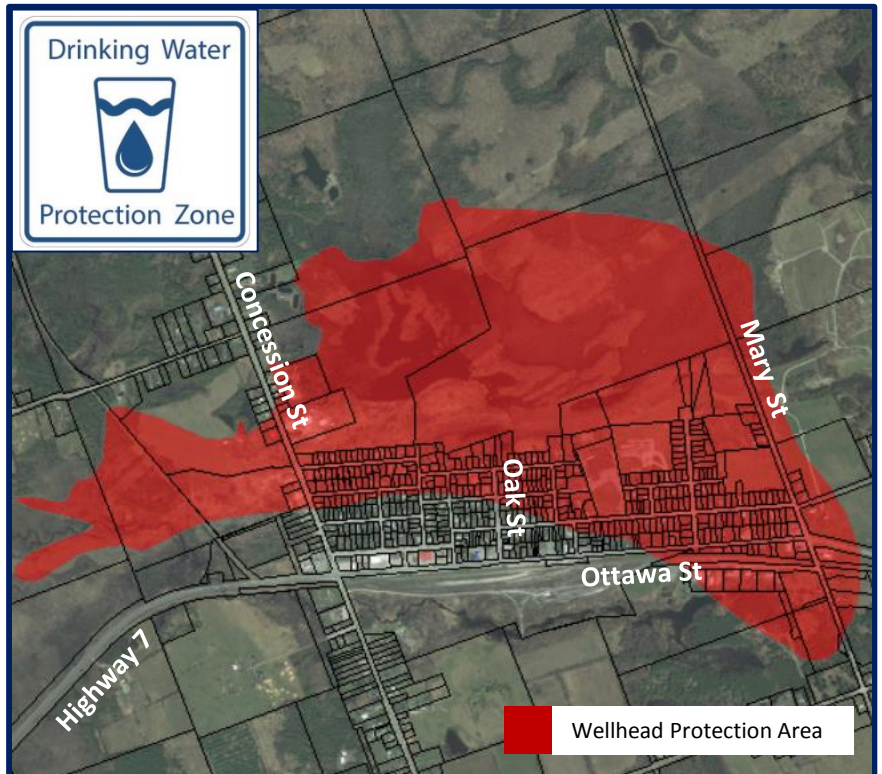 Drinking Water
Protection Zone
Concession St
Mary St
Oak St
Ottawa St
Highway 7
Wellhead Protection Area